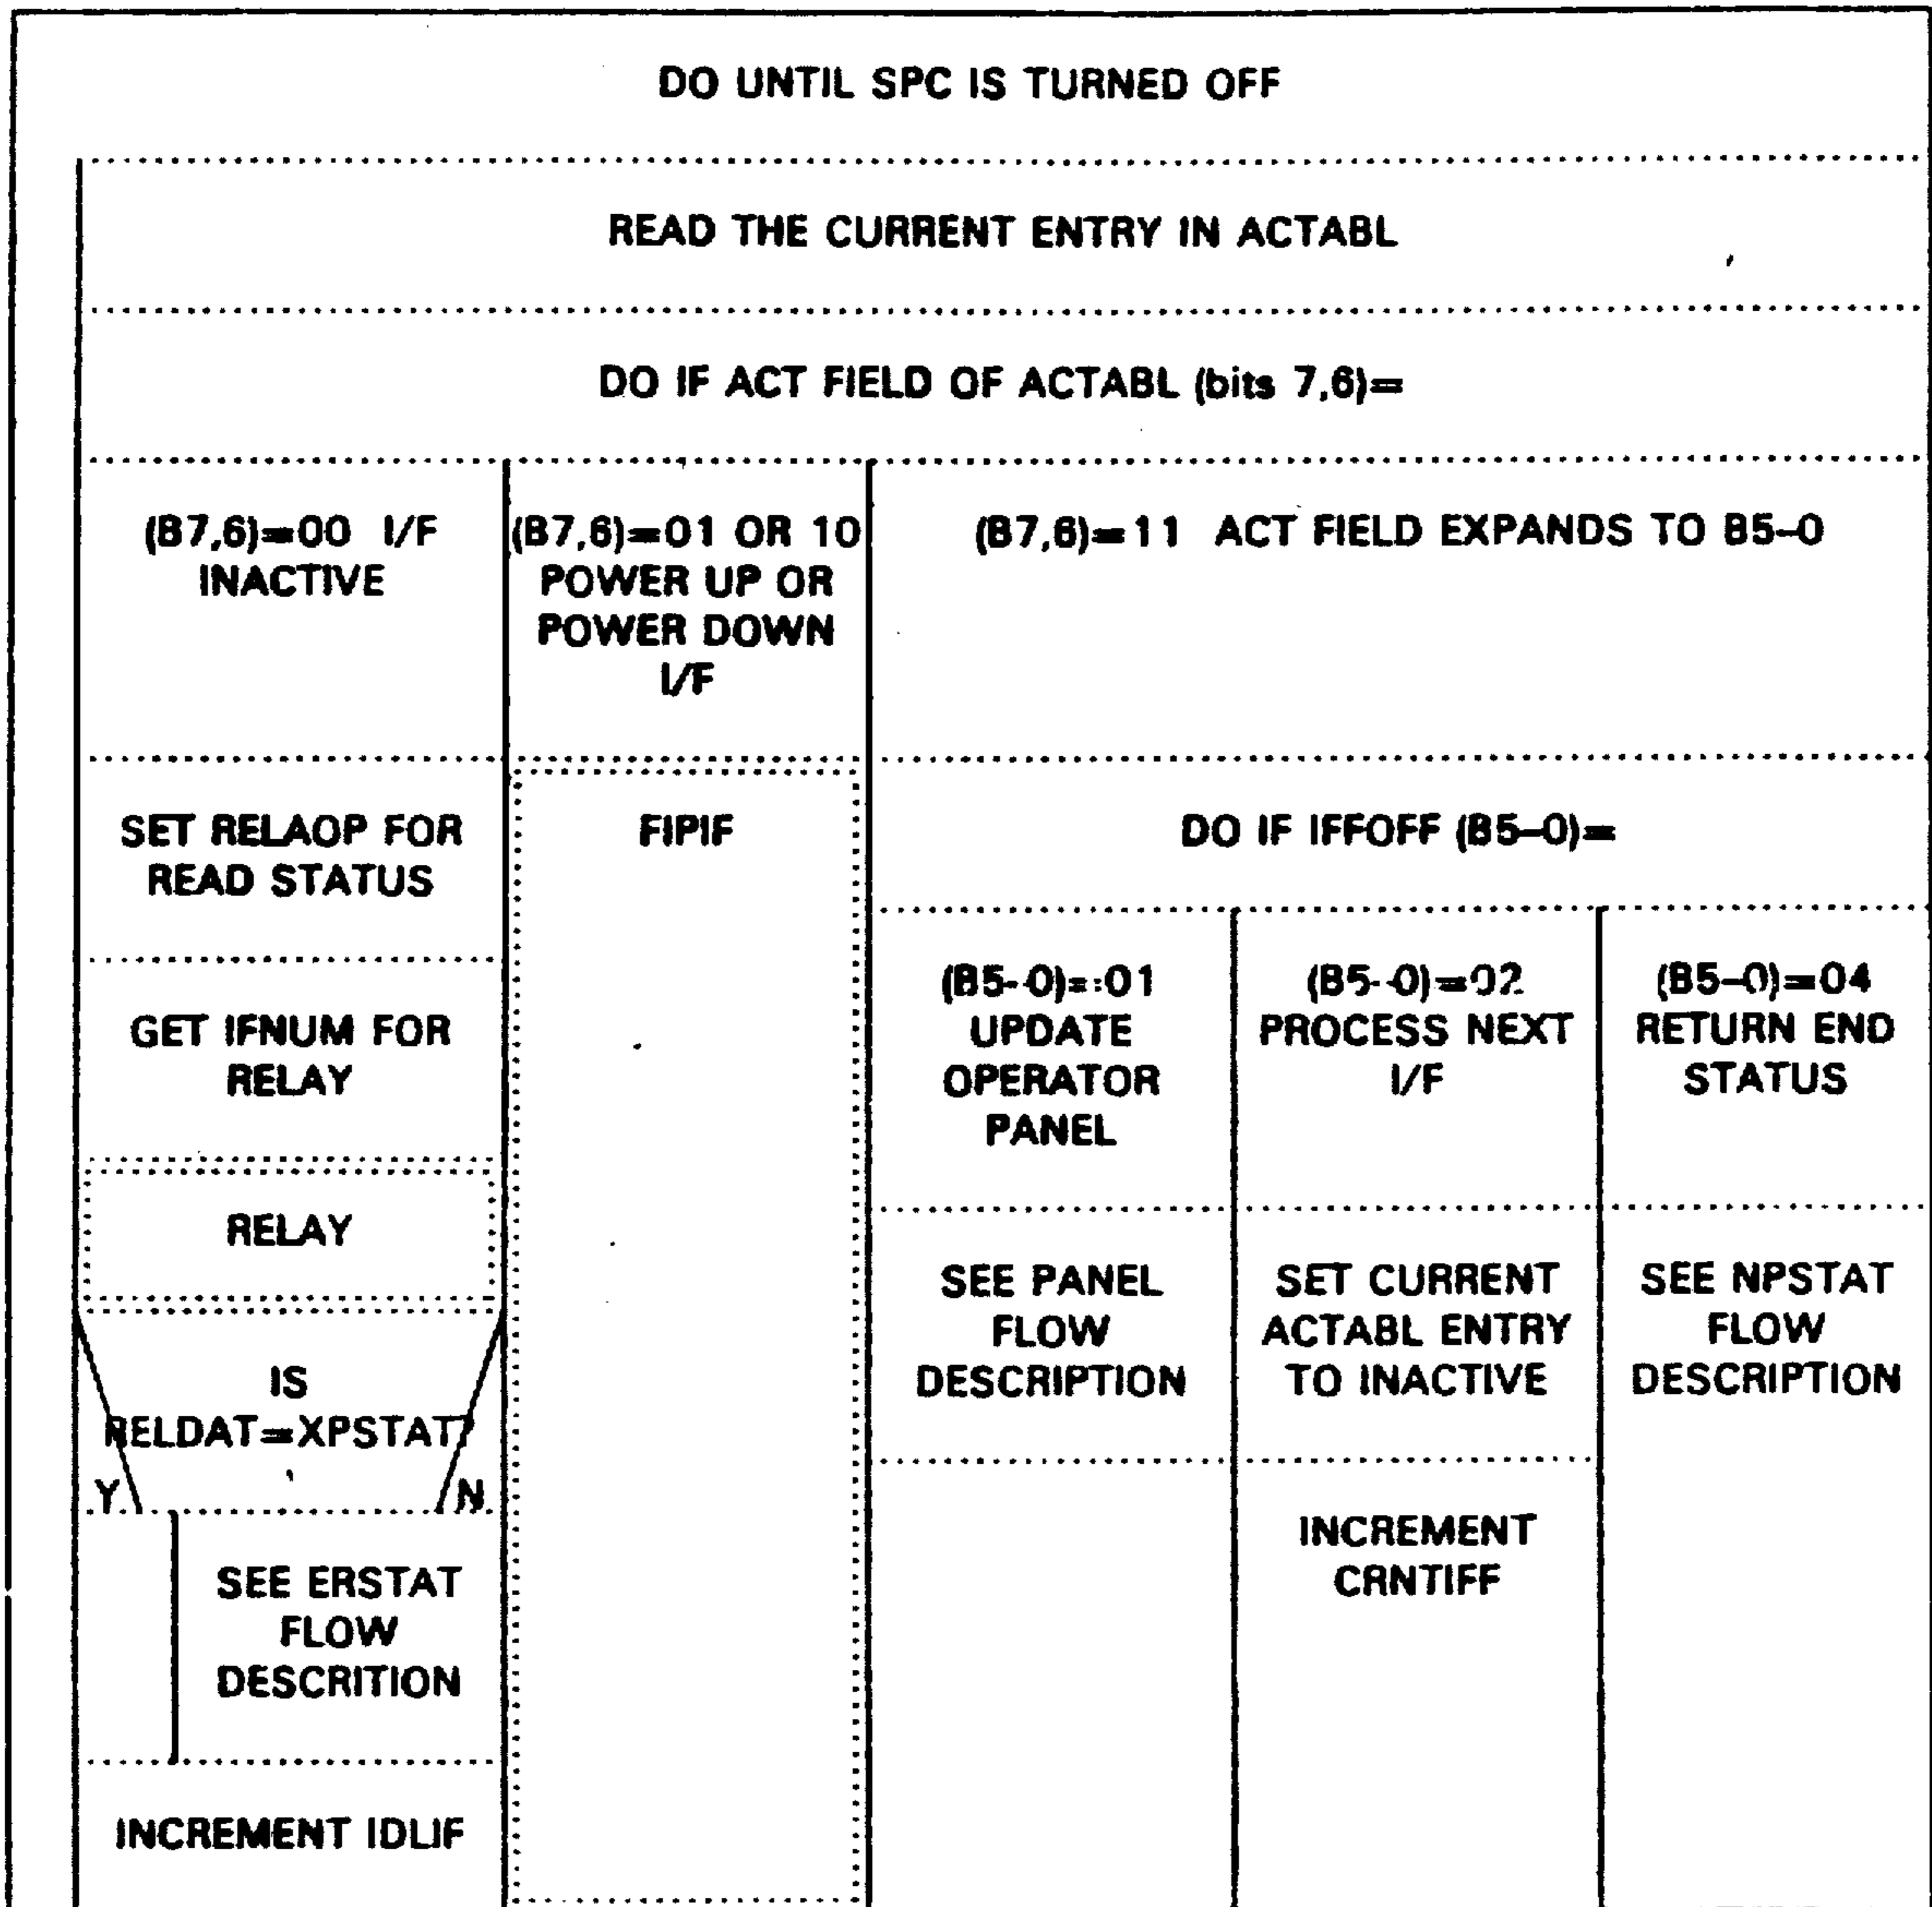 DO UNTIL SPC IS TURNED OFF
READ THE CURRENT ENTRY IN ACTABL
DO IF ACT FIELD OF ACTABL (bits 7,6)=
(B7,6)=00 I/F
INACTIVE
(B7,6)=01 OR 10
POWER UP OR
POWER DOWN
I/F
(B7,6)=11 ACT FIELD EXPANDS TO B5-0
SET RELAOP FOR
READ STATUS
GET IFNUM FOR
RELAY
RELAY
IS
RELDAT=XPSTAT?
Y
N
SEE ERSTAT
FLOW
DESCRITION
INCREMENT IDLIF
FIPIF
DO IF IFFOFF (B5-0)=
(B5-0)=01
UPDATE
OPERATOR
PANEL
SEE PANEL
FLOW
DESCRIPTION
(B5-0)=02
PROCESS NEXT
I/F
SET CURRENT
ACTABL ENTRY
TO INACTIVE
INCREMENT
CRNTIFF
(B5-0)=04
RETURN END
STATUS
SEE NPSTAT
FLOW
DESCRIPTION